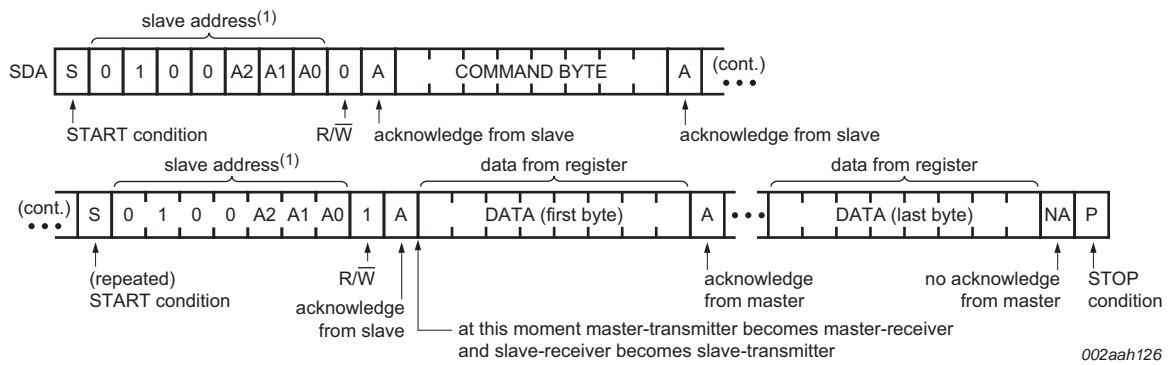 slave address(1)
SDA S 0 1 0 0 A2 A1 A0 0 A COMMAND BYTE A (cont.)
START condition R/W̅ acknowledge from slave acknowledge from slave
slave address(1) data from register data from register
(cont.) S 0 1 0 0 A2 A1 A0 1 A DATA (first byte) A DATA (last byte) NA P
(repeated) START condition R/W̅ acknowledge from slave acknowledge from master no acknowledge from master STOP condition
at this moment master-transmitter becomes master-receiver
and slave-receiver becomes slave-transmitter
002aah126